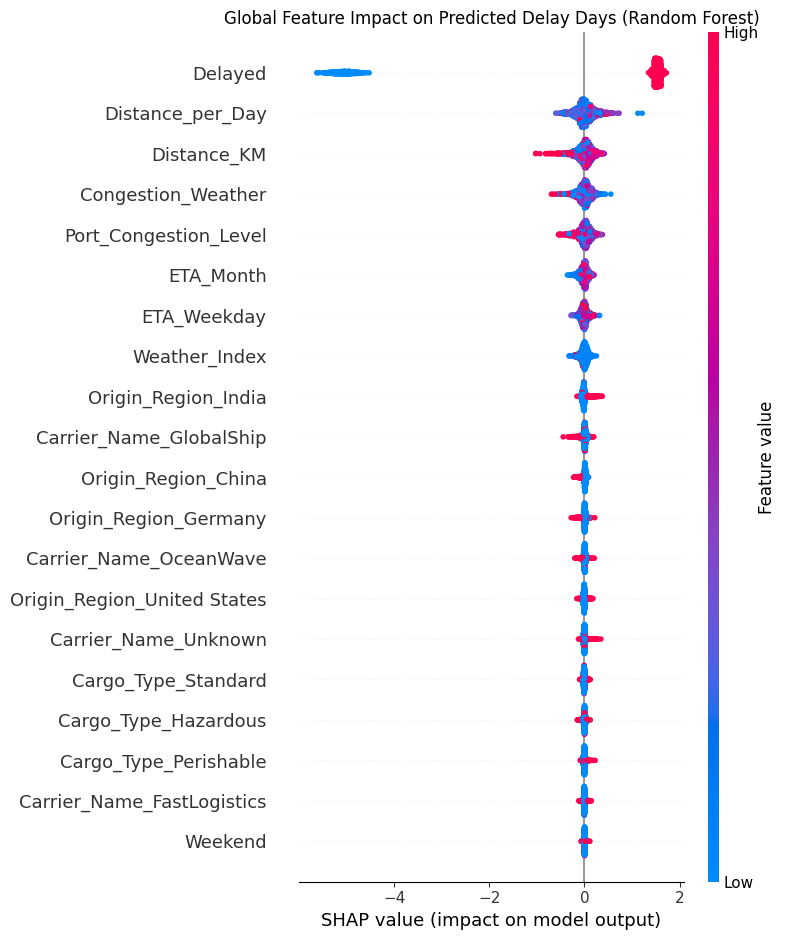 Global Feature Impact on Predicted Delay Days (Random Forest)
High
Delayed
Distance_per_Day
Distance_KM
Congestion_Weather
Port_Congestion_Level
ETA_Month
ETA_Weekday
Weather_Index
Origin_Region_India
Carrier_Name_GlobalShip
Origin_Region_China
Origin_Region_Germany
Carrier_Name_OceanWave
Origin_Region_United States
Carrier_Name_Unknown
Cargo_Type_Standard
Cargo_Type_Hazardous
Cargo_Type_Perishable
Carrier_Name_FastLogistics
Weekend
Feature value
Low
−4 −2 0 2
SHAP value (impact on model output)